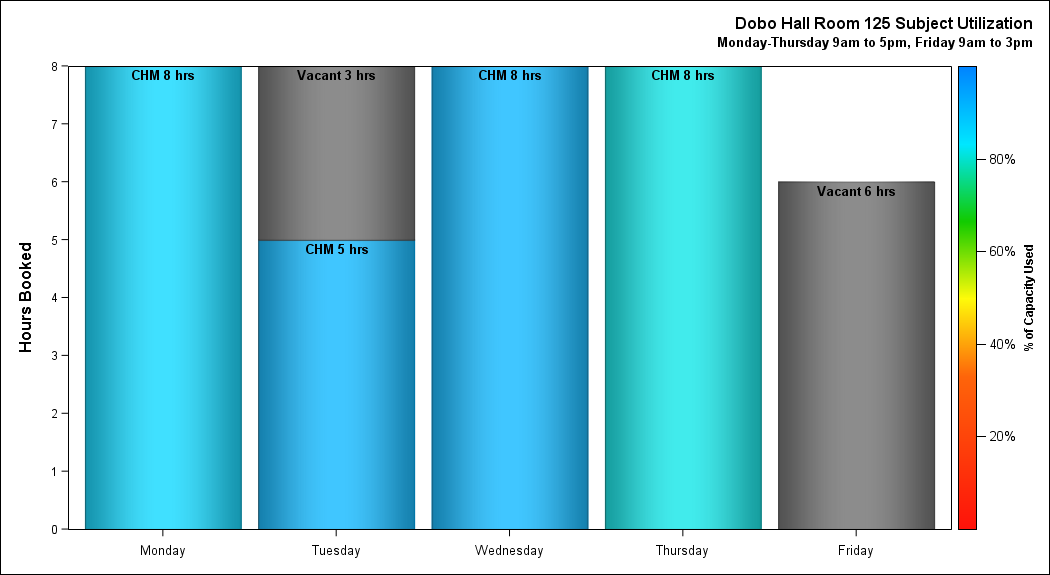 Dobo Hall Room 125 Subject Utilization
Monday-Thursday 9am to 5pm, Friday 9am to 3pm
Hours Booked
8
7
6
5
4
3
2
1
0
CHM 8 hrs
Vacant 3 hrs
CHM 5 hrs
CHM 8 hrs
CHM 8 hrs
Vacant 6 hrs
Monday
Tuesday
Wednesday
Thursday
Friday
80%
60%
40%
20%
% of Capacity Used